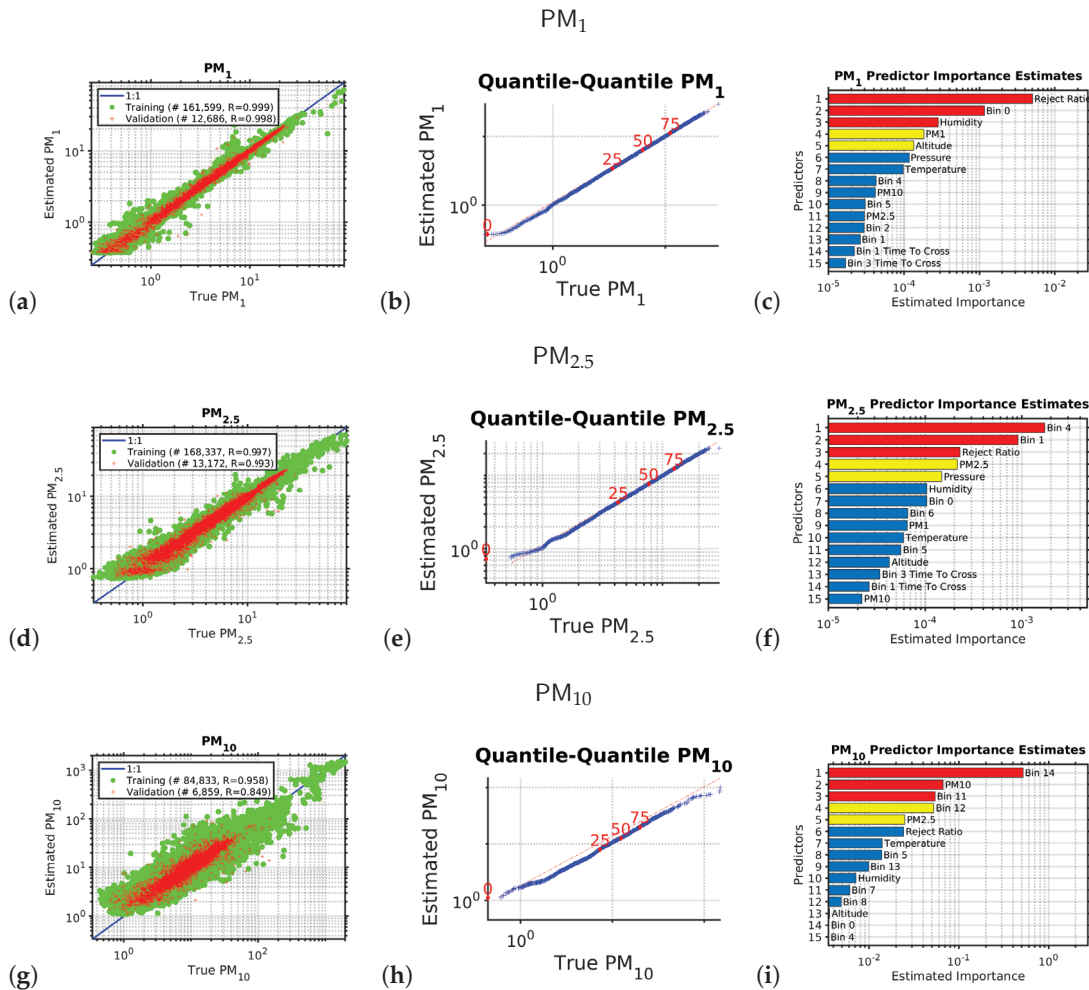 PM1
PM1
1:1
Training (# 161,599, R=0.999)
Validation (# 12,686, R=0.998)
Estimated PM1
10^1
10^0
10^0
10^1
True PM1
(a)
Quantile-Quantile PM1
Estimated PM1
10^0
0
25
50
75
10^0
True PM1
(b)
PM1 Predictor Importance Estimates
Predictors
1 Reject Ratio
2 Bin 0
3 Humidity
4 PM1
5 Altitude
6 Pressure
7 Temperature
8 Bin 4
9 PM10
10 Bin 5
11 PM2.5
12 Bin 2
13 Bin 1
14 Bin 1 Time To Cross
15 Bin 3 Time To Cross
10^-5 10^-4 10^-3 10^-2
Estimated Importance
(c)
PM2.5
PM2.5
1:1
Training (# 168,337, R=0.997)
Validation (# 13,172, R=0.993)
Estimated PM2.5
10^1
10^0
10^0
10^1
True PM2.5
(d)
Quantile-Quantile PM2.5
Estimated PM2.5
10^0
0
25
50
75
10^0
True PM2.5
(e)
PM2.5 Predictor Importance Estimates
Predictors
1 Bin 4
2 Bin 1
3 Reject Ratio
4 PM2.5
5 Pressure
6 Humidity
7 Bin 0
8 Bin 6
9 PM1
10 Temperature
11 Bin 5
12 Altitude
13 Bin 3 Time To Cross
14 Bin 1 Time To Cross
15 PM10
10^-5 10^-4 10^-3
Estimated Importance
(f)
PM10
PM10
1:1
Training (# 84,833, R=0.958)
Validation (# 6,859, R=0.849)
Estimated PM10
10^3
10^2
10^1
10^0
10^0
10^2
True PM10
(g)
Quantile-Quantile PM10
Estimated PM10
10^0
0
25
50
75
10^0
True PM10
(h)
PM10 Predictor Importance Estimates
Predictors
1 Bin 14
2 PM10
3 Bin 11
4 Bin 12
5 PM2.5
6 Reject Ratio
7 Temperature
8 Bin 5
9 Bin 13
10 Humidity
11 Bin 7
12 Bin 8
13 Altitude
14 Bin 0
15 Bin 4
10^-2 10^-1 10^0
Estimated Importance
(i)